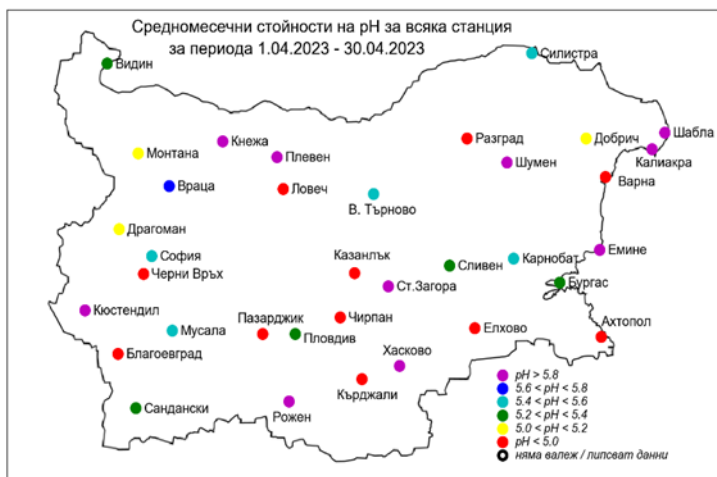 Средномесечни стойности на pH за всяка станция
за периода 1.04.2023 - 30.04.2023
Видин
Силистра
Кнежа
Монтана
Плевен
Разград
Добрич
Шабла
Калиакра
Шумен
Враца
Ловеч
Варна
В. Търново
Драгоман
София
Черни Връх
Казанлък
Сливен
Карнобат
Емине
Бургас
Ст.Загора
Кюстендил
Мусала
Пазарджик
Чирпан
Пловдив
Елхово
Ахтопол
Благоевград
Хасково
Кърджали
Сандански
Рожен
pH > 5.8
5.6 < pH < 5.8
5.4 < pH < 5.6
5.2 < pH < 5.4
5.0 < pH < 5.2
pH < 5.0
няма валеж / липсват данни